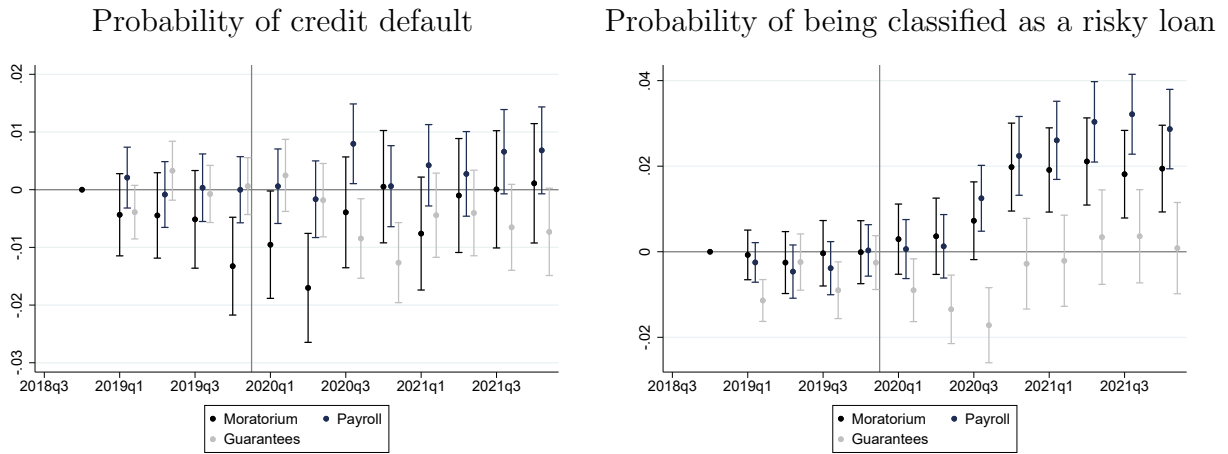 Probability of credit default
.02
.01
0
-.01
-.02
-.03
2018q3 2019q1 2019q3 2020q1 2020q3 2021q1 2021q3
Moratorium Payroll
Guarantees
Probability of being classified as a risky loan
.04
.02
0
-.02
2018q3 2019q1 2019q3 2020q1 2020q3 2021q1 2021q3
Moratorium Payroll
Guarantees